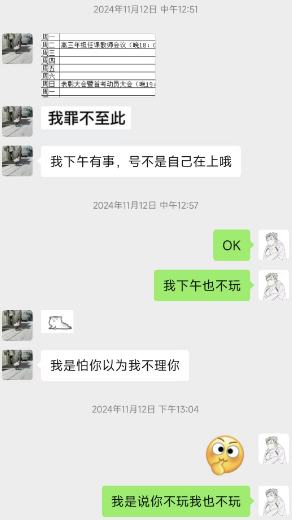 2024年11月12日 中午12:51
周一
周二 高三年班任课教师会议（晚18:0
周三
周四
周五
周六
周日 表彰大会暨首考动员大会（晚19:
周一
我罪不至此
我下午有事，号不是自己在上哦
2024年11月12日 中午12:57
OK
我下午也不玩
我是怕你以为我不理你
2024年11月12日 下午13:04
我是说你不玩我也不玩